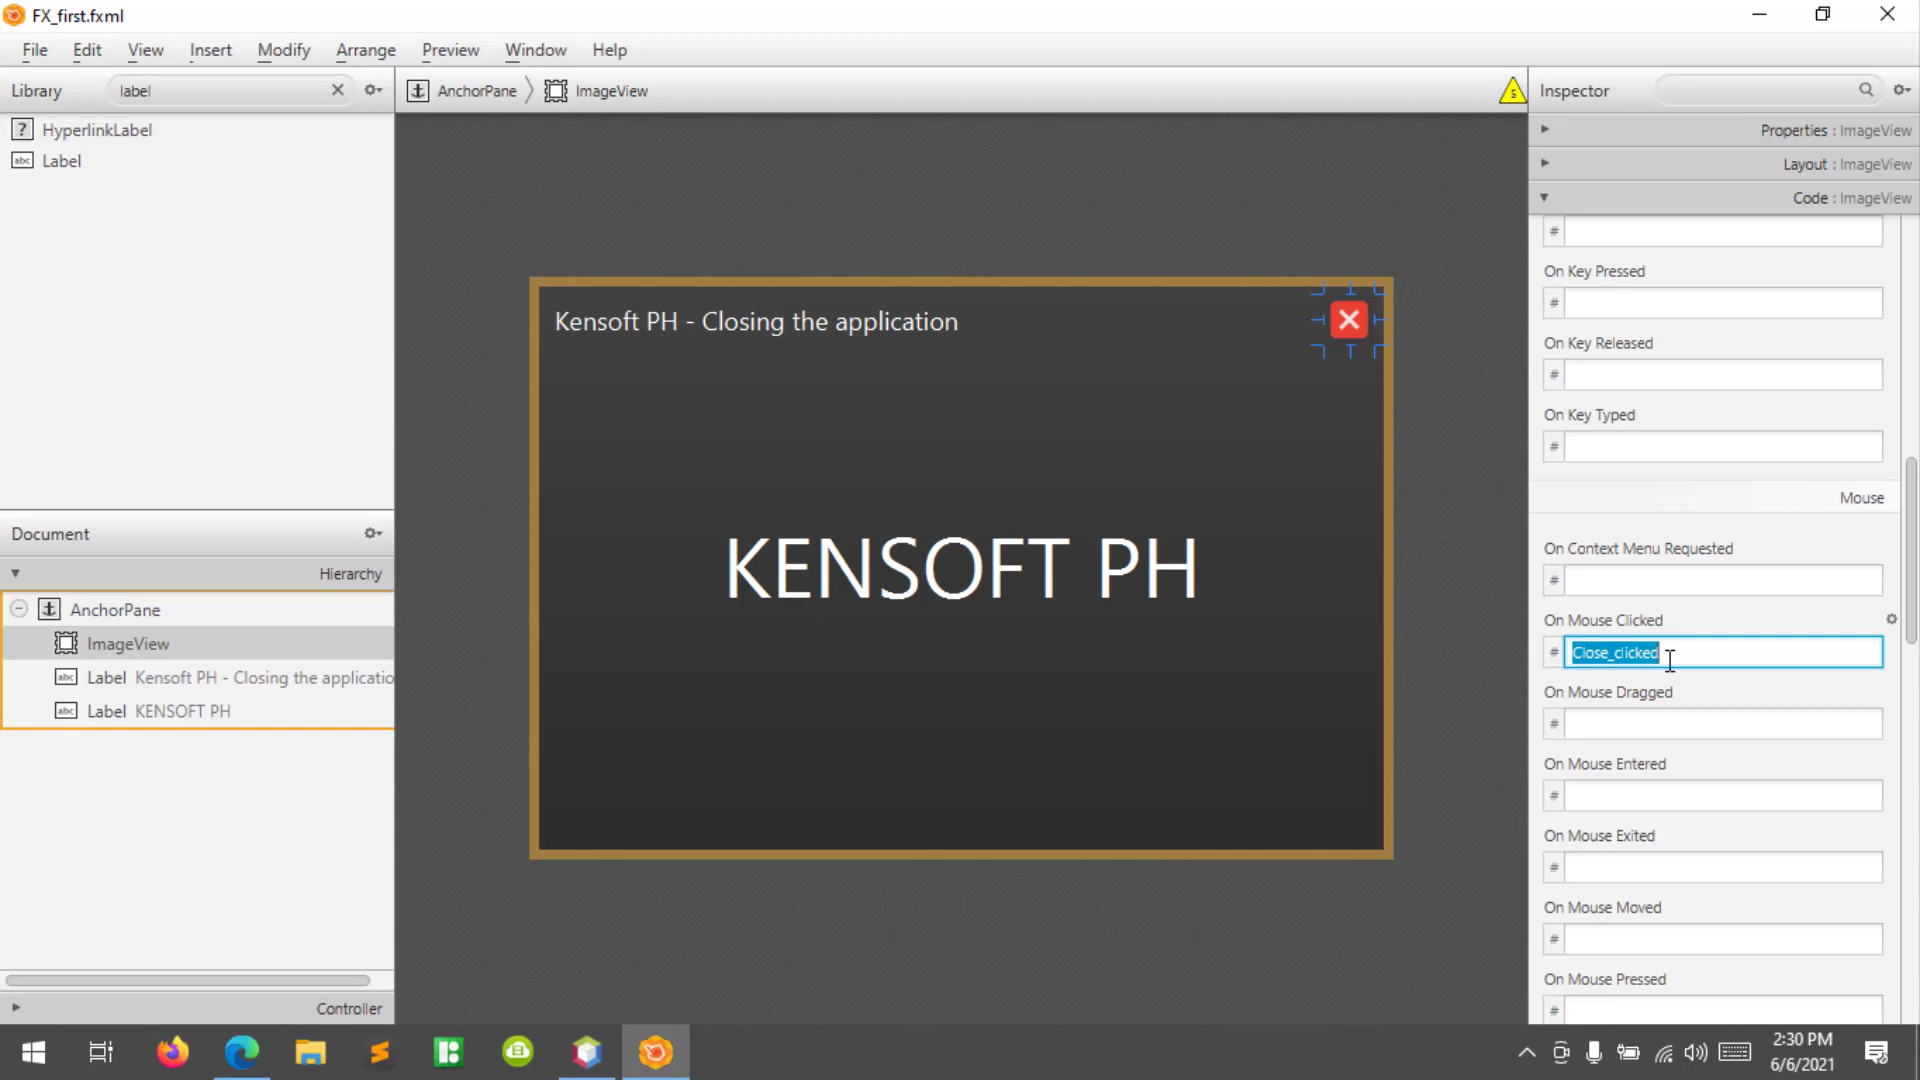 FX_first.fxml
File Edit View Insert Modify Arrange Preview Window Help
Library label
AnchorPane ImageView
5
Inspector
HyperlinkLabel
abc Label
Properties : ImageView
Layout : ImageView
Code : ImageView
#
On Key Pressed
#
On Key Released
#
On Key Typed
#
Mouse
On Context Menu Requested
#
On Mouse Clicked
# Close_clicked
On Mouse Dragged
#
On Mouse Entered
#
On Mouse Exited
#
On Mouse Moved
#
On Mouse Pressed
#
Kensoft PH - Closing the application
KENSOFT PH
Document
Hierarchy
AnchorPane
ImageView
abc Label Kensoft PH - Closing the applicatio
abc Label KENSOFT PH
Controller
2:30 PM
6/6/2021